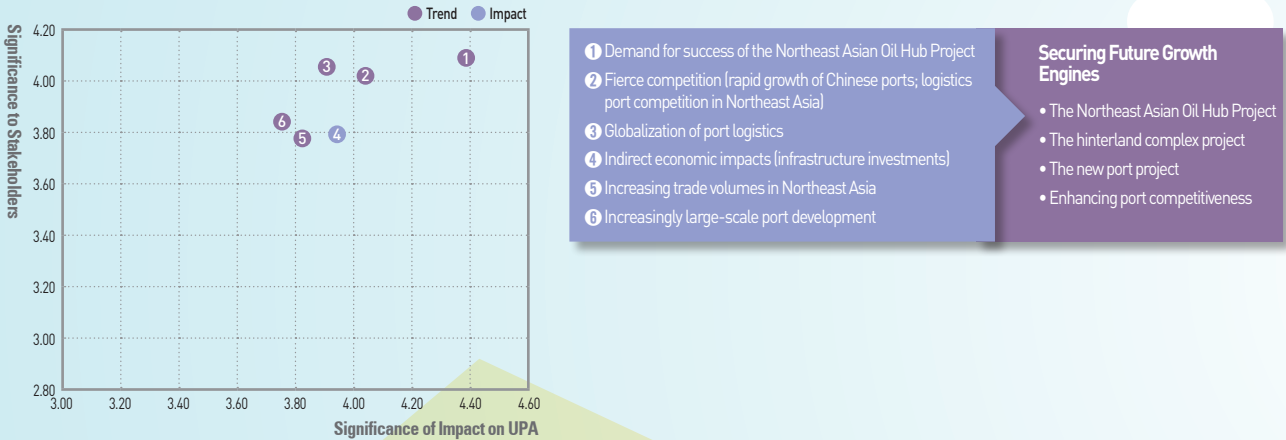 Trend Impact
Significance to Stakeholders
4.20
4.00
3.80
3.60
3.40
3.20
3.00
2.80
1
3
2
6
4
5
3.00 3.20 3.40 3.60 3.80 4.00 4.20 4.40 4.60
Significance of Impact on UPA
❶ Demand for success of the Northeast Asian Oil Hub Project
❷ Fierce competition (rapid growth of Chinese ports; logistics
port competition in Northeast Asia)
❸ Globalization of port logistics
❹ Indirect economic impacts (infrastructure investments)
❺ Increasing trade volumes in Northeast Asia
❻ Increasingly large-scale port development
Securing Future Growth
Engines
• The Northeast Asian Oil Hub Project
• The hinterland complex project
• The new port project
• Enhancing port competitiveness